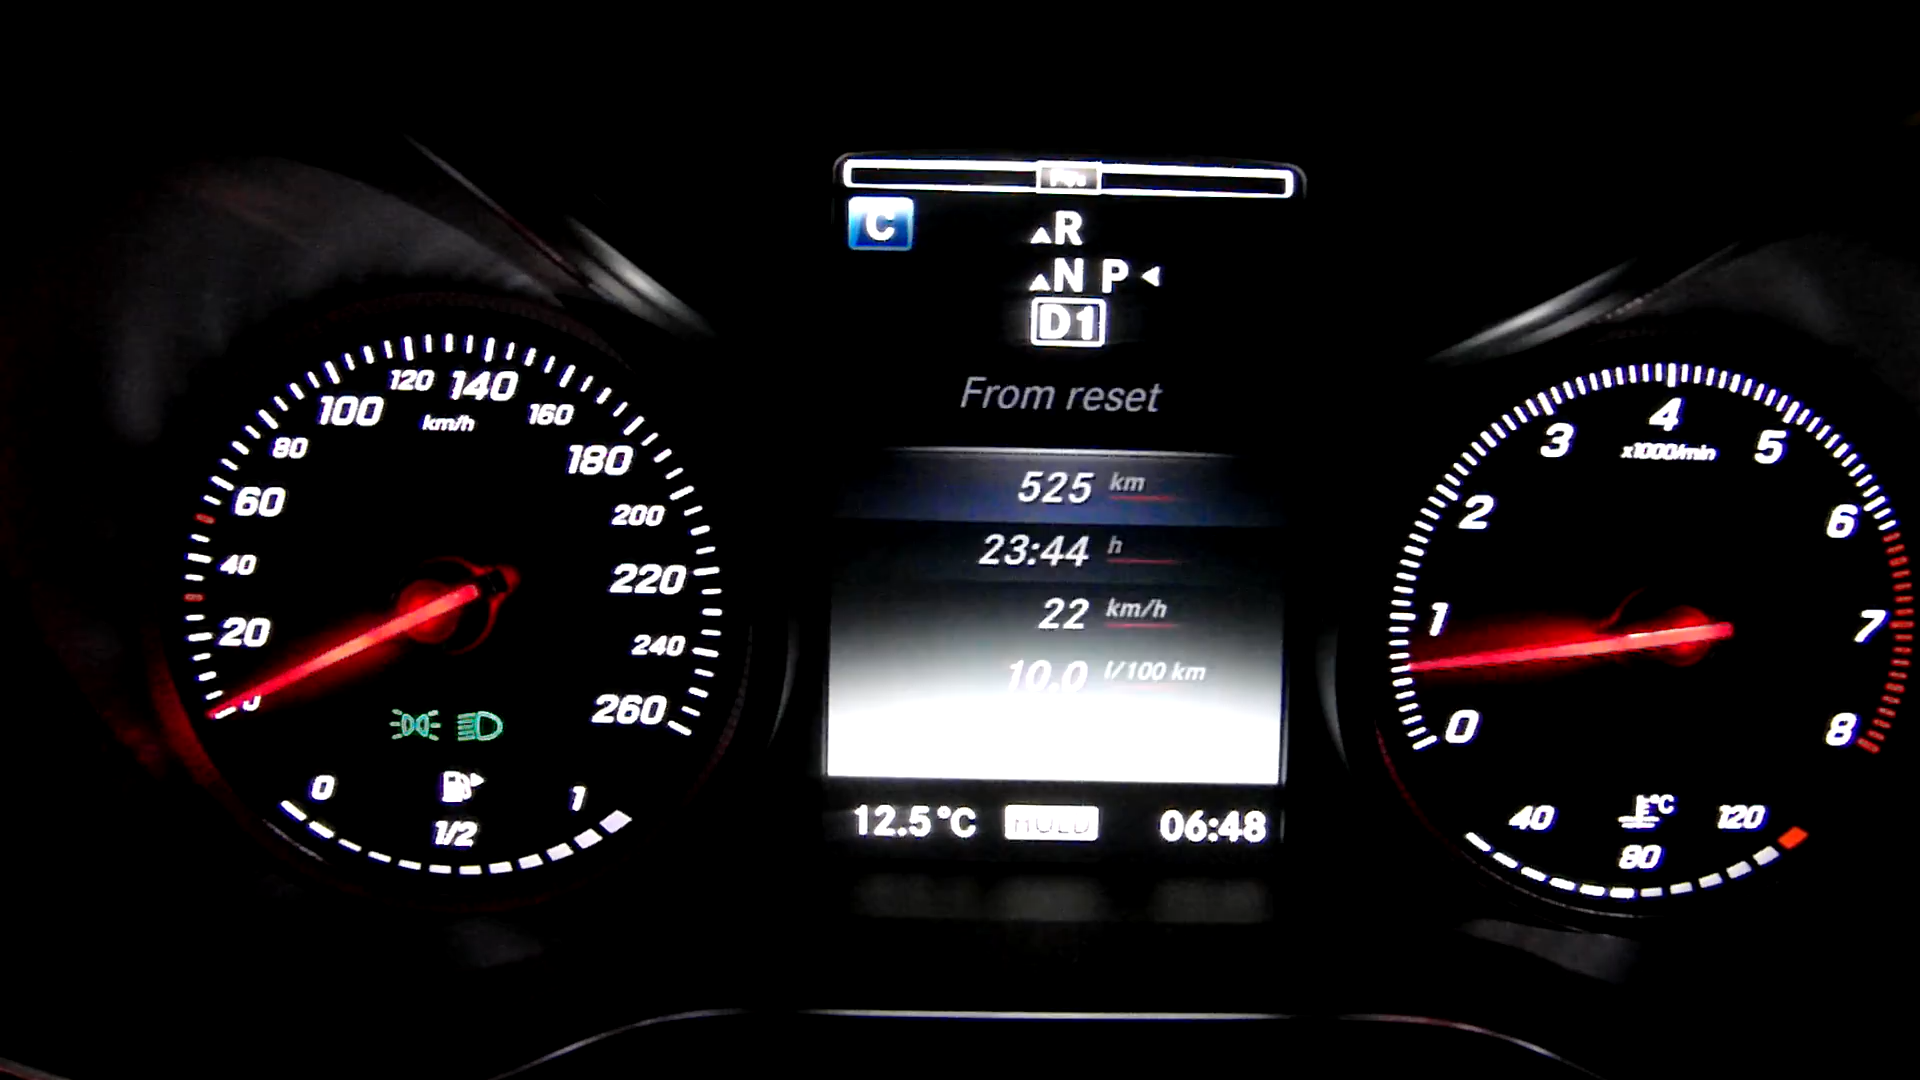 C
R
N P
D1
From reset
525 km
23:44 h
22 km/h
10.0 l/100 km
12.5°C HOLD 06:48
0
20
40
60
80
100
120
140
160
180
200
220
240
260
km/h
0
1/2
1
0
1
2
3
4
5
6
7
8
x1000/min
40
80
120
°C